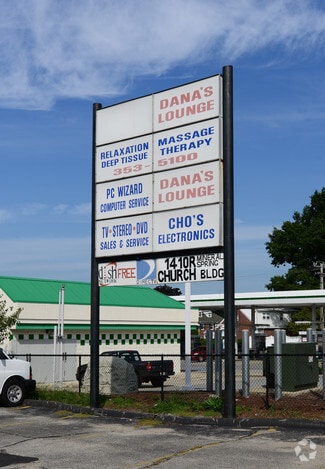 DANA'S
LOUNGE
RELAXATION
DEEP TISSUE
MASSAGE
THERAPY
353-5100
PC WIZARD
COMPUTER SERVICE
DANA'S
LOUNGE
TV•STEREO•DVD
SALES & SERVICE
CHO'S
ELECTRONICS
dish FREE
1410R MINERAL
SPRING
CHURCH BLDG